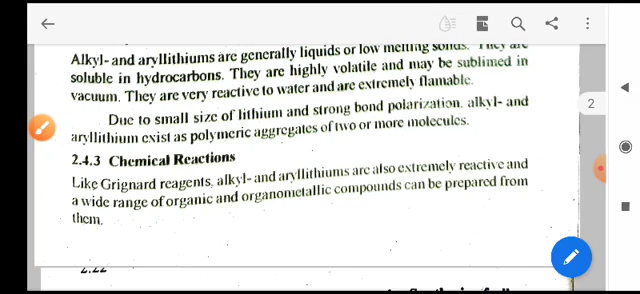 Alkyl- and aryllithiums are generally liquids or low melting solids. They are
soluble in hydrocarbons. They are highly volatile and may be sublimed in
vacuum. They are very reactive to water and are extremely flamable.
Due to small size of lithium and strong bond polarization, alkyl- and
aryllithium exist as polymeric aggregates of two or more molecules.
2
2.4.3 Chemical Reactions
Like Grignard reagents, alkyl- and aryllithiums are also extremely reactive and
a wide range of organic and organometallic compounds can be prepared from
them.